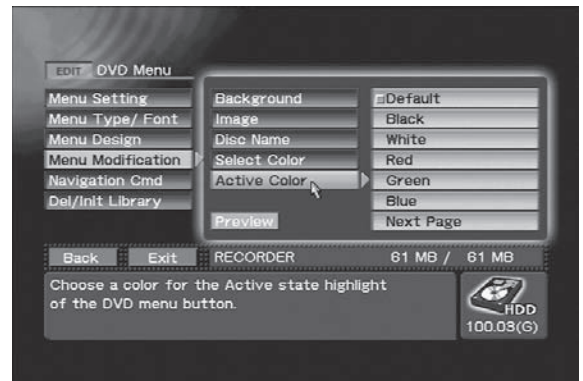 EDIT DVD Menu
Menu Setting
Menu Type/ Font
Menu Design
Menu Modification
Navigation Cmd
Del/Init Library
Background
Image
Disc Name
Select Color
Active Color
Preview
Default
Black
White
Red
Green
Blue
Next Page
Back Exit RECORDER 61 MB / 61 MB
Choose a color for the Active state highlight
of the DVD menu button.
HDD
100.03(G)